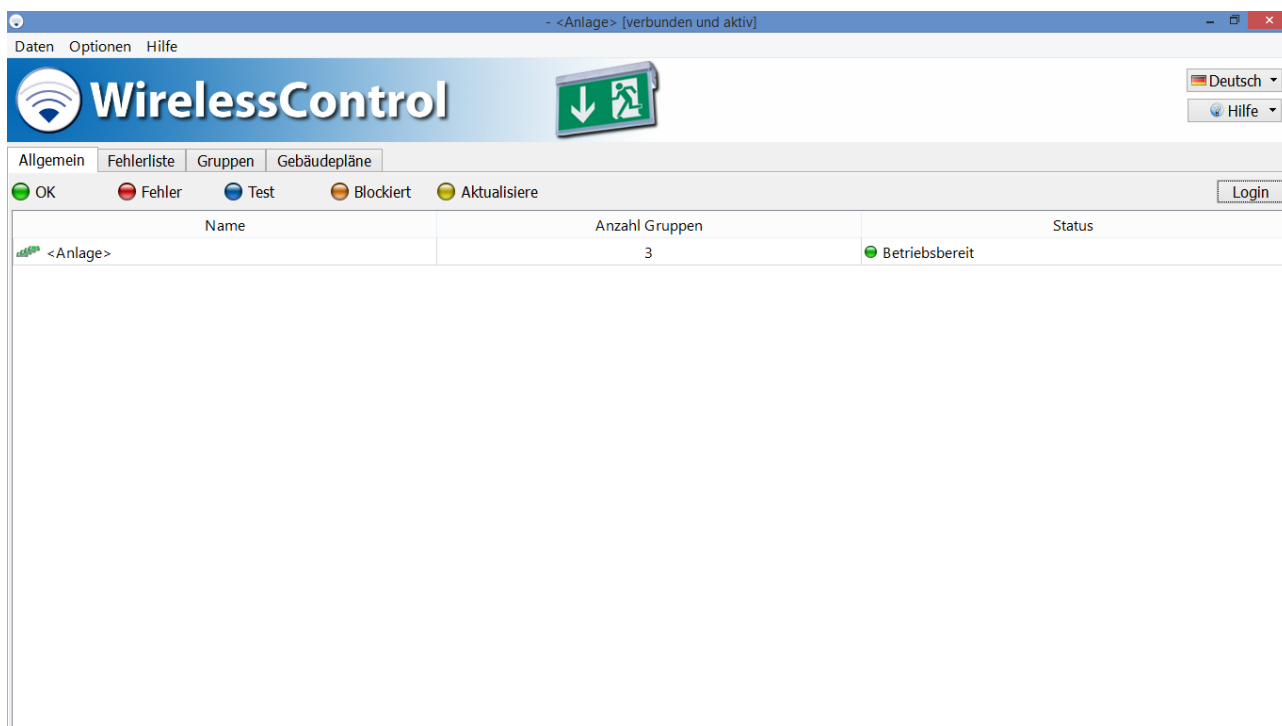 - <Anlage> [verbunden und aktiv]
Daten Optionen Hilfe
WirelessControl
Deutsch
Hilfe
Allgemein Fehlerliste Gruppen Gebäudepläne
OK Fehler Test Blockiert Aktualisiere Login
Name Anzahl Gruppen Status
<Anlage> 3 Betriebsbereit